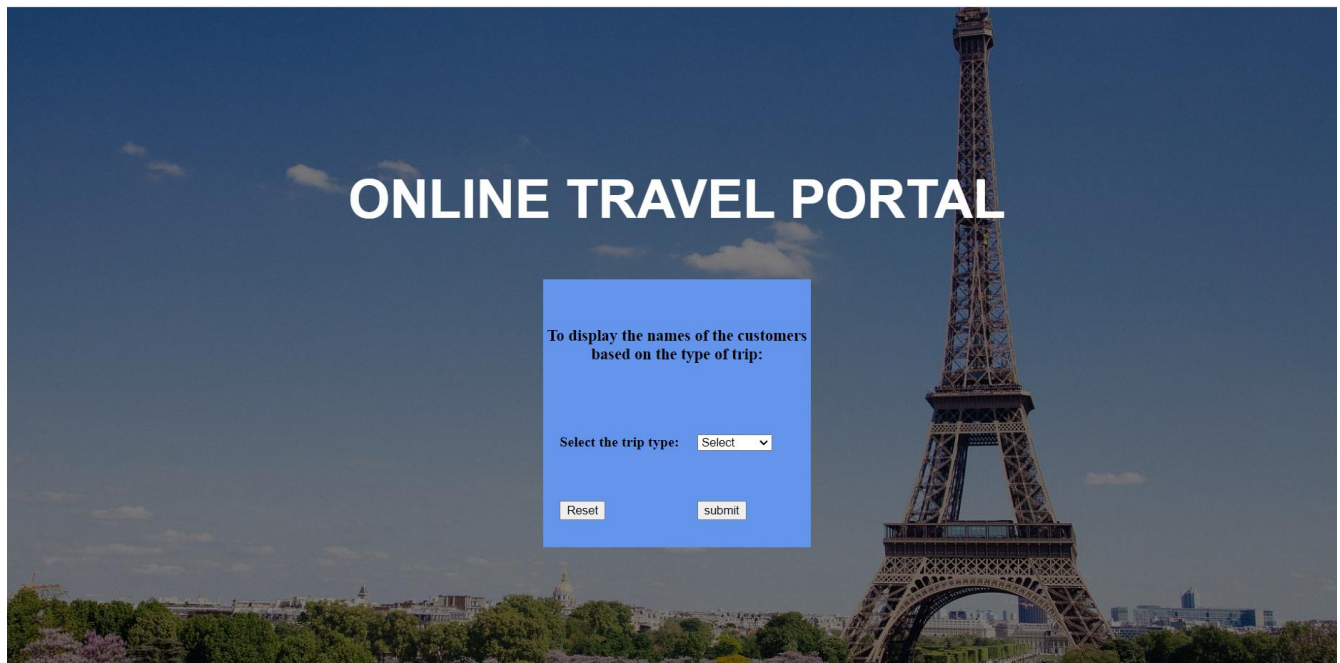 ONLINE TRAVEL PORTAL
To display the names of the customers
based on the type of trip:
Select the trip type: Select
Reset submit